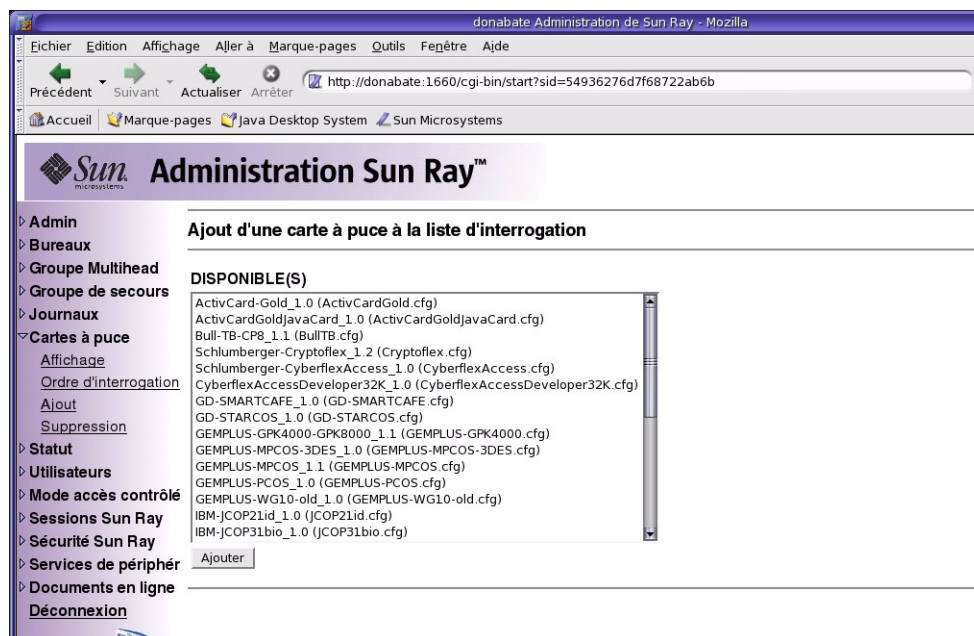 donabate Administration de Sun Ray - Mozilla
Fichier Edition Affichage Aller à Marque-pages Outils Fenêtre Aide
Précédent Suivant Actualiser Arrêter http://donabate:1660/cgi-bin/start?sid=54936276d7f68722ab6b
Accueil Marque-pages Java Desktop System Sun Microsystems
Sun microsystems Administration Sun Ray™
Admin
Bureaux
Groupe Multihead
Groupe de secours
Journaux
Cartes à puce
Affichage
Ordre d'interrogation
Ajout
Suppression
Statut
Utilisateurs
Mode accès contrôlé
Sessions Sun Ray
Sécurité Sun Ray
Services de périphér
Documents en ligne
Déconnexion
Ajout d'une carte à puce à la liste d'interrogation
DISPONIBLE(S)
ActivCard-Gold_1.0 (ActivCardGold.cfg)
ActivCardGoldJavaCard_1.0 (ActivCardGoldJavaCard.cfg)
Bull-TB-CP8_1.1 (BullTB.cfg)
Schlumberger-Cryptoflex_1.2 (Cryptoflex.cfg)
Schlumberger-CyberflexAccess_1.0 (CyberflexAccess.cfg)
CyberflexAccessDeveloper32K_1.0 (CyberflexAccessDeveloper32K.cfg)
GD-SMARTCAFE_1.0 (GD-SMARTCAFE.cfg)
GD-STARCOS_1.0 (GD-STARCOS.cfg)
GEMPLUS-GPK4000-GPK8000_1.1 (GEMPLUS-GPK4000.cfg)
GEMPLUS-MPCOS-3DES_1.0 (GEMPLUS-MPCOS-3DES.cfg)
GEMPLUS-MPCOS_1.1 (GEMPLUS-MPCOS.cfg)
GEMPLUS-PCOS_1.0 (GEMPLUS-PCOS.cfg)
GEMPLUS-WG10-old_1.0 (GEMPLUS-WG10-old.cfg)
IBM-JCOP21id_1.0 (JCOP21id.cfg)
IBM-JCOP31bio_1.0 (JCOP31bio.cfg)
Ajouter